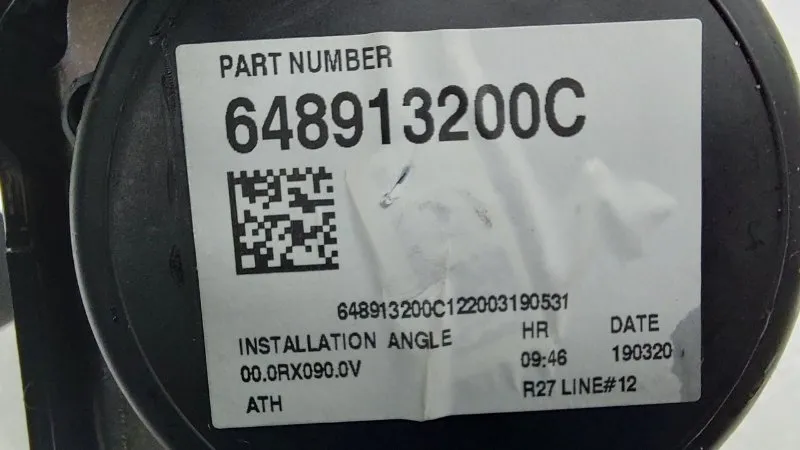 PART NUMBER
648913200C
648913200C122003190531
INSTALLATION ANGLE HR DATE
00.0RX090.0V 09:46 190320
ATH R27 LINE#12